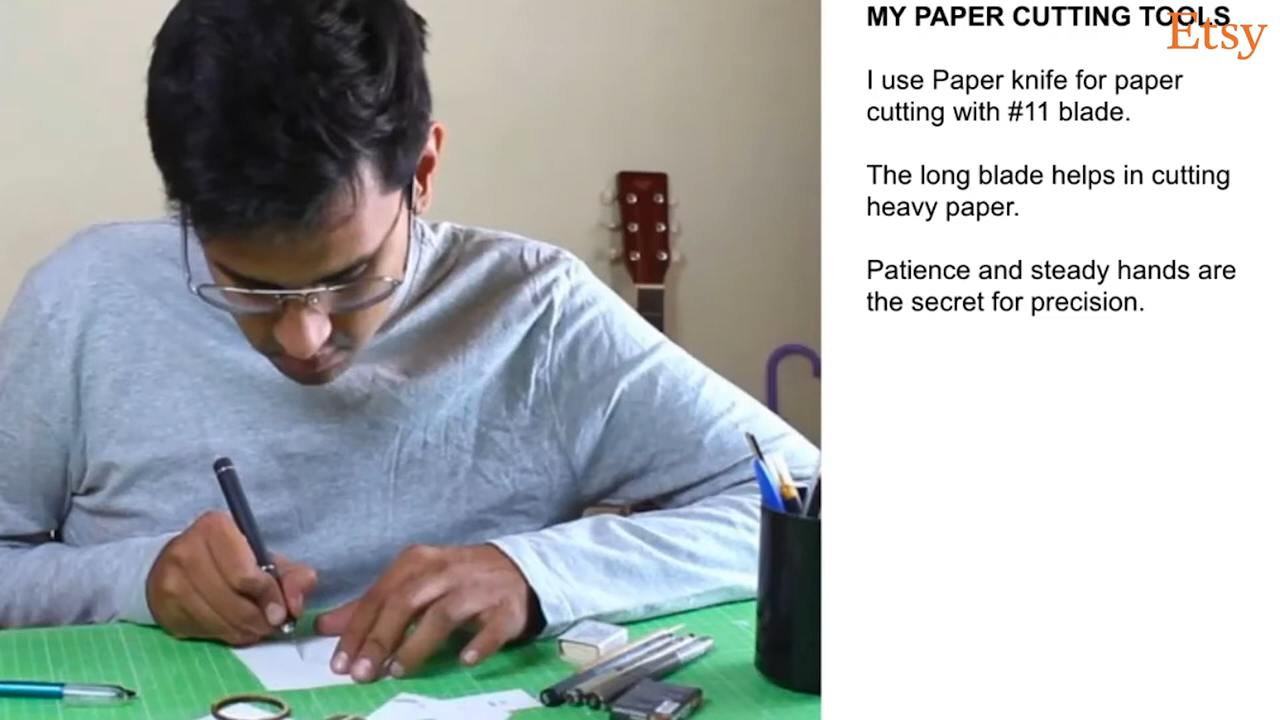 MY PAPER CUTTING TOOLS
Etsy
I use Paper knife for paper
cutting with #11 blade.
The long blade helps in cutting
heavy paper.
Patience and steady hands are
the secret for precision.